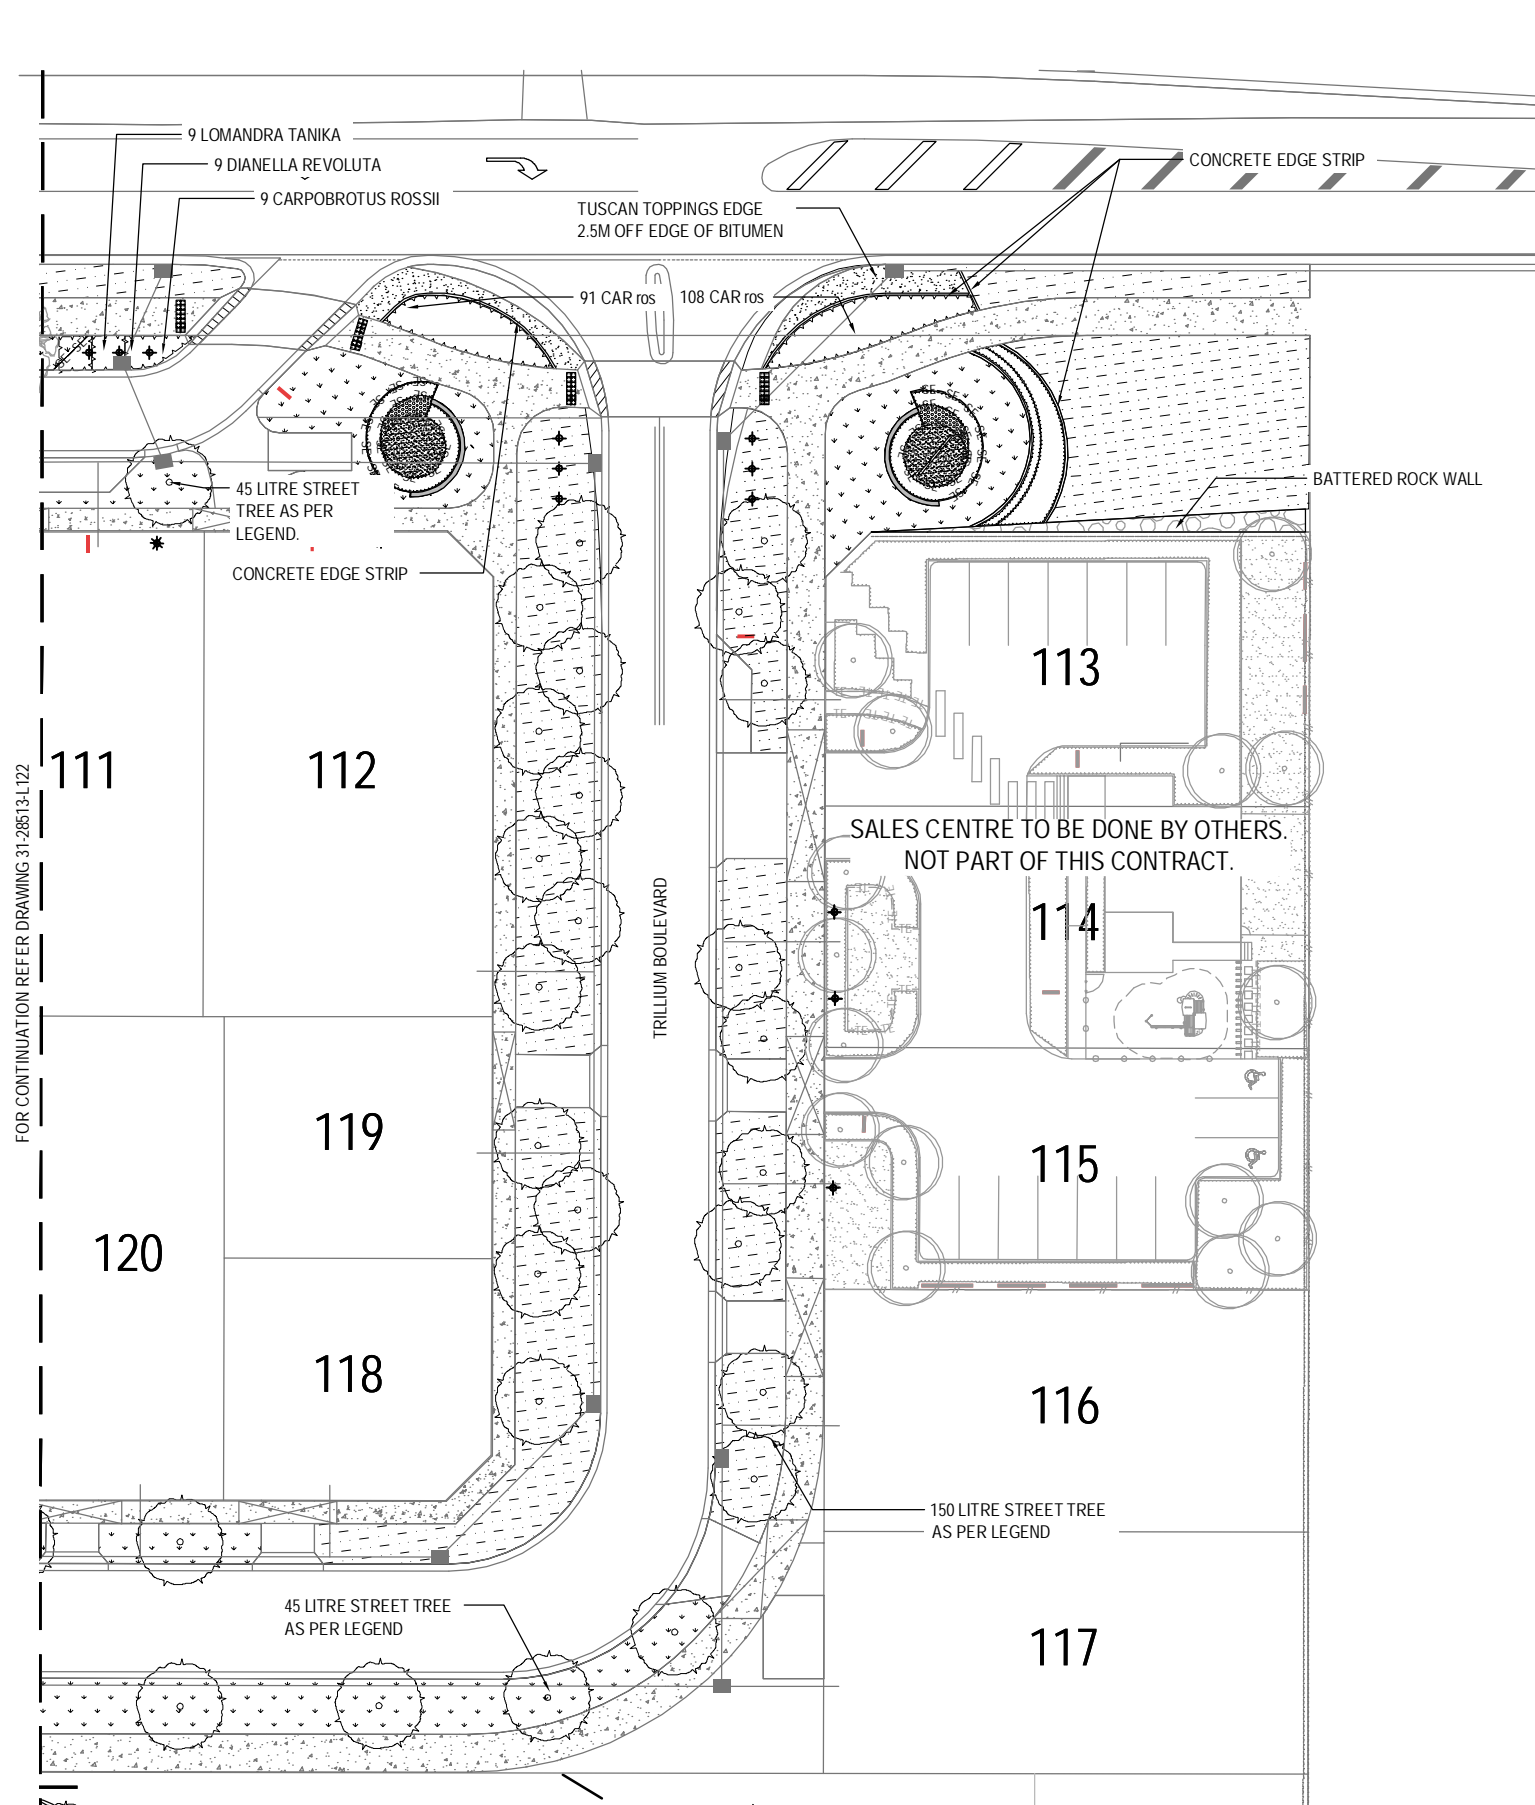 9 LOMANDRA TANIKA
9 DIANELLA REVOLUTA
9 CARPOBROTUS ROSSII
CONCRETE EDGE STRIP
TUSCAN TOPPINGS EDGE
2.5M OFF EDGE OF BITUMEN
91 CAR ros
108 CAR ros
BATTERED ROCK WALL
45 LITRE STREET
TREE AS PER
LEGEND.
CONCRETE EDGE STRIP
113
111
112
FOR CONTINUATION REFER DRAWING 31-28513-L122
SALES CENTRE TO BE DONE BY OTHERS.
NOT PART OF THIS CONTRACT.
TRILLIUM BOULEVARD
114
119
115
120
118
116
150 LITRE STREET TREE
AS PER LEGEND
45 LITRE STREET TREE
AS PER LEGEND
117